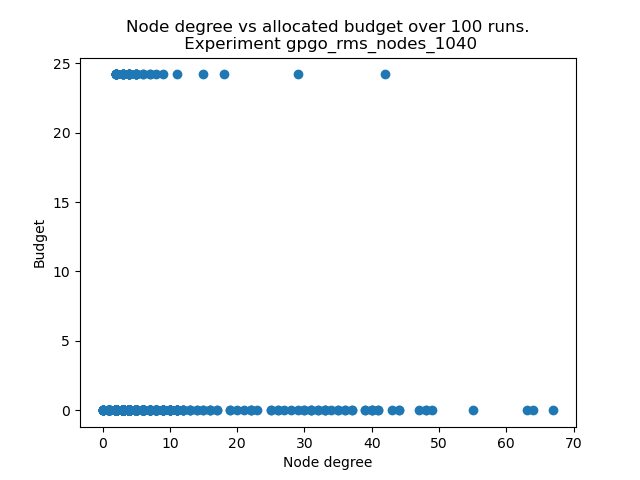 Node degree vs allocated budget over 100 runs.
Experiment gpgo_rms_nodes_1040
25
20
15
10
5
0
Budget
0 10 20 30 40 50 60 70
Node degree